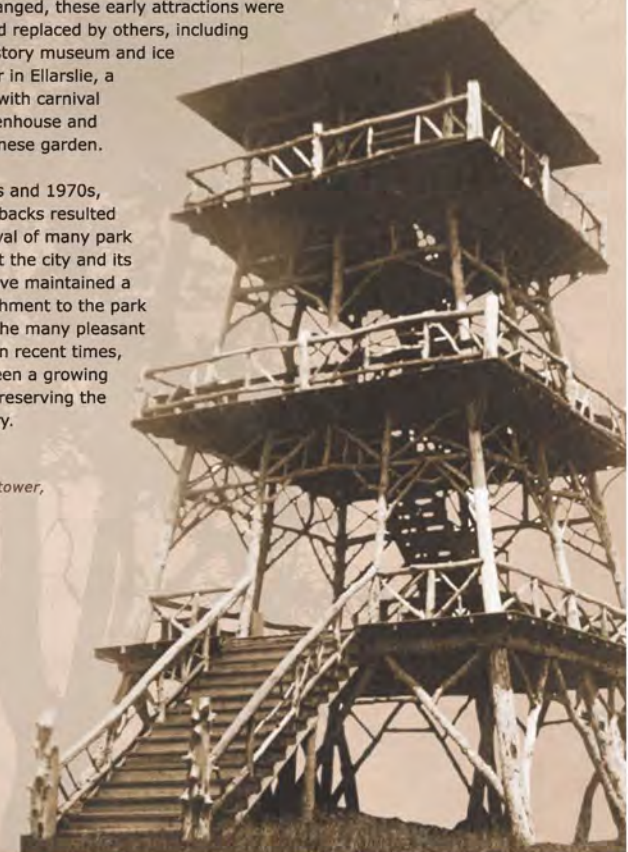 anged, these early attractions were
d replaced by others, including
story museum and ice
r in Ellarslie, a
with carnival
enhouse and
nese garden.
s and 1970s,
backs resulted
val of many park
t the city and its
ve maintained a
hment to the park
he many pleasant
n recent times,
een a growing
reserving the
y.
tower,